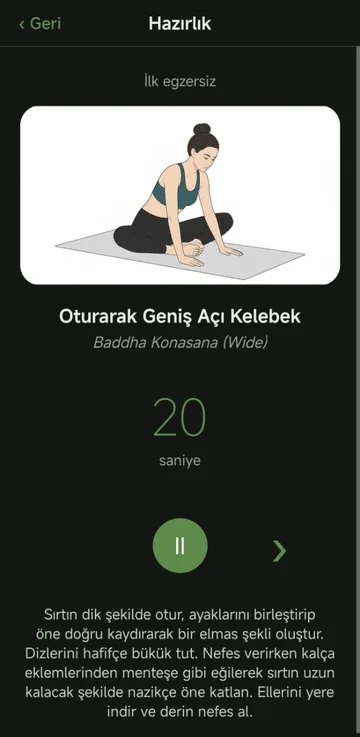 ‹ Geri
Hazırlık
İlk egzersiz
Oturarak Geniş Açı Kelebek
Baddha Konasana (Wide)
20
saniye
Sırtın dik şekilde otur, ayaklarını birleştirip
öne doğru kaydırarak bir elmas şekli oluştur.
Dizlerini hafifçe bükük tut. Nefes verirken kalça
eklemlerinden menteşe gibi eğilerek sırtın uzun
kalacak şekilde nazikçe öne katlan. Ellerini yere
indir ve derin nefes al.